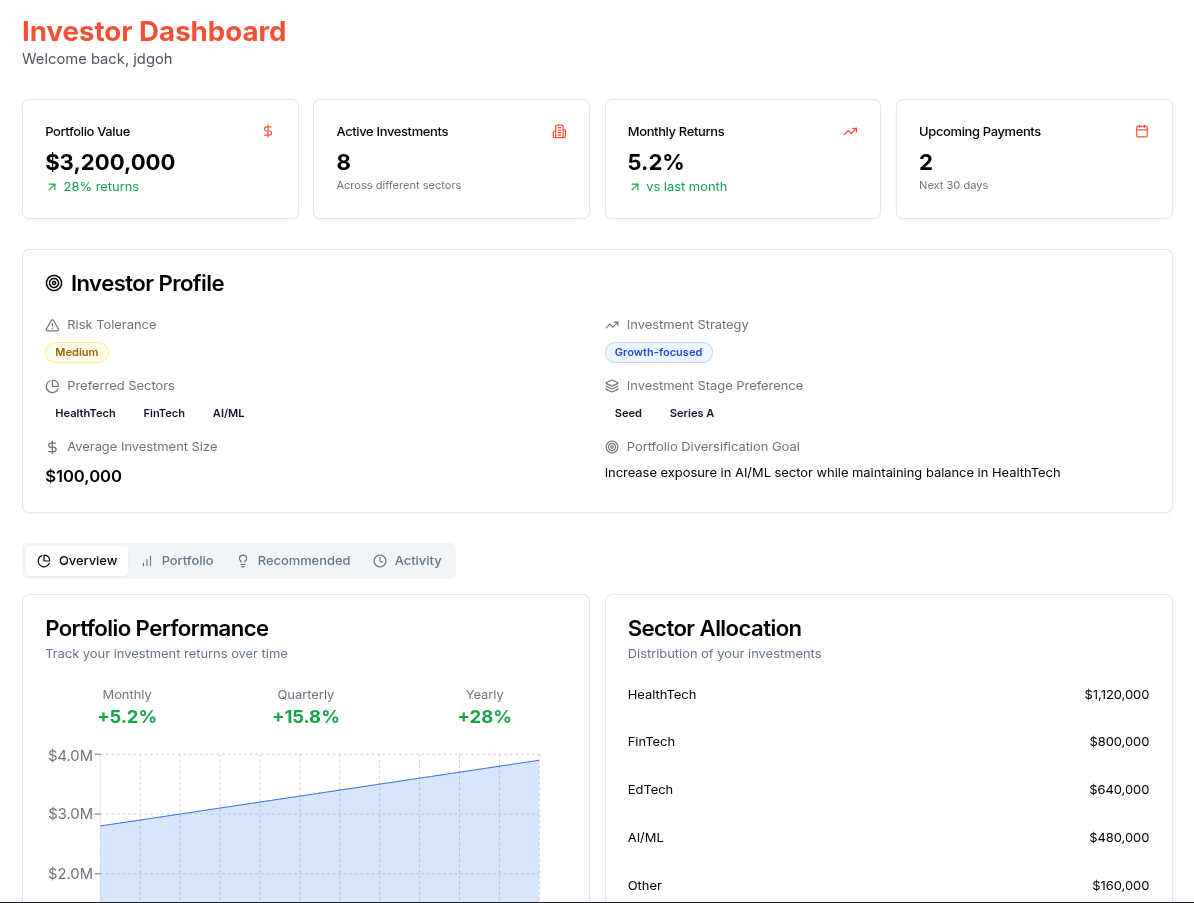 Investor Dashboard
Welcome back, jdgoh
Portfolio Value
$3,200,000
28% returns
Active Investments
8
Across different sectors
Monthly Returns
5.2%
vs last month
Upcoming Payments
2
Next 30 days
Investor Profile
Risk Tolerance
Medium
Investment Strategy
Growth-focused
Preferred Sectors
HealthTech FinTech AI/ML
Investment Stage Preference
Seed Series A
Average Investment Size
$100,000
Portfolio Diversification Goal
Increase exposure in AI/ML sector while maintaining balance in HealthTech
Overview Portfolio Recommended Activity
Portfolio Performance
Track your investment returns over time
Monthly Quarterly Yearly
+5.2% +15.8% +28%
$4.0M
$3.0M
$2.0M
Sector Allocation
Distribution of your investments
HealthTech $1,120,000
FinTech $800,000
EdTech $640,000
AI/ML $480,000
Other $160,000